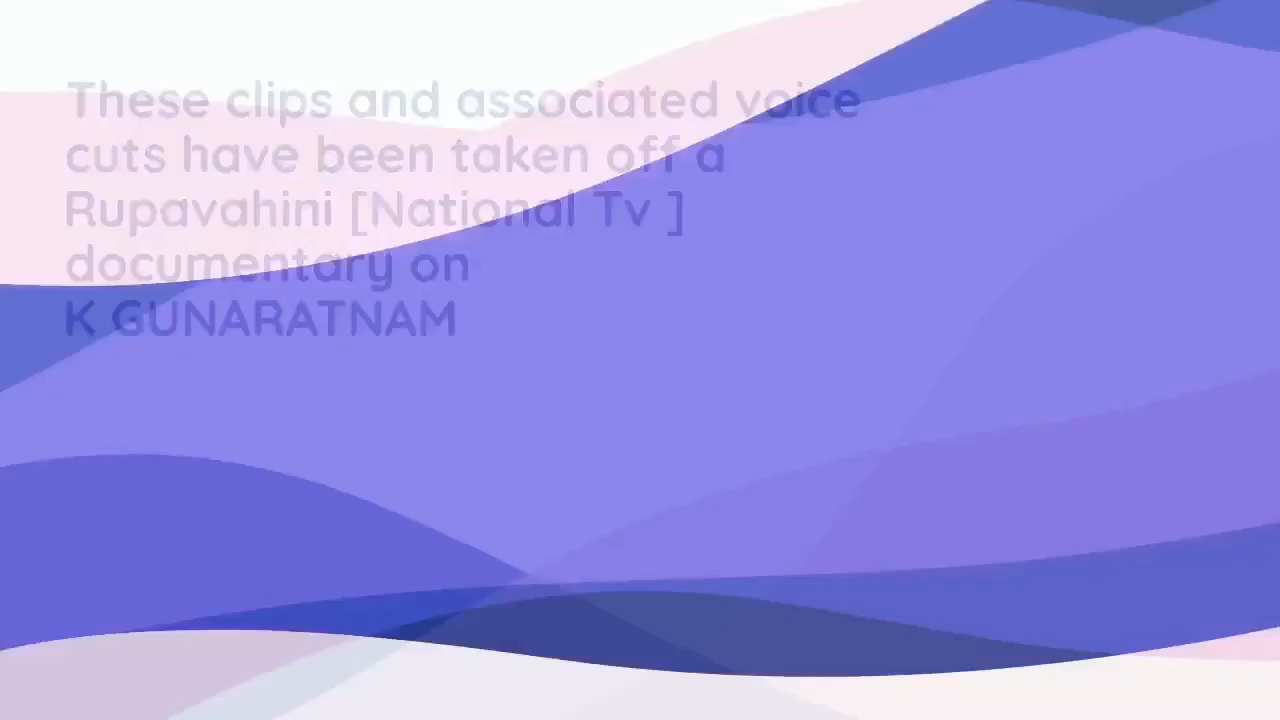 These clips and associated voice
cuts have been taken off a
Rupavahini [National Tv ]
documentary on
K GUNARATNAM